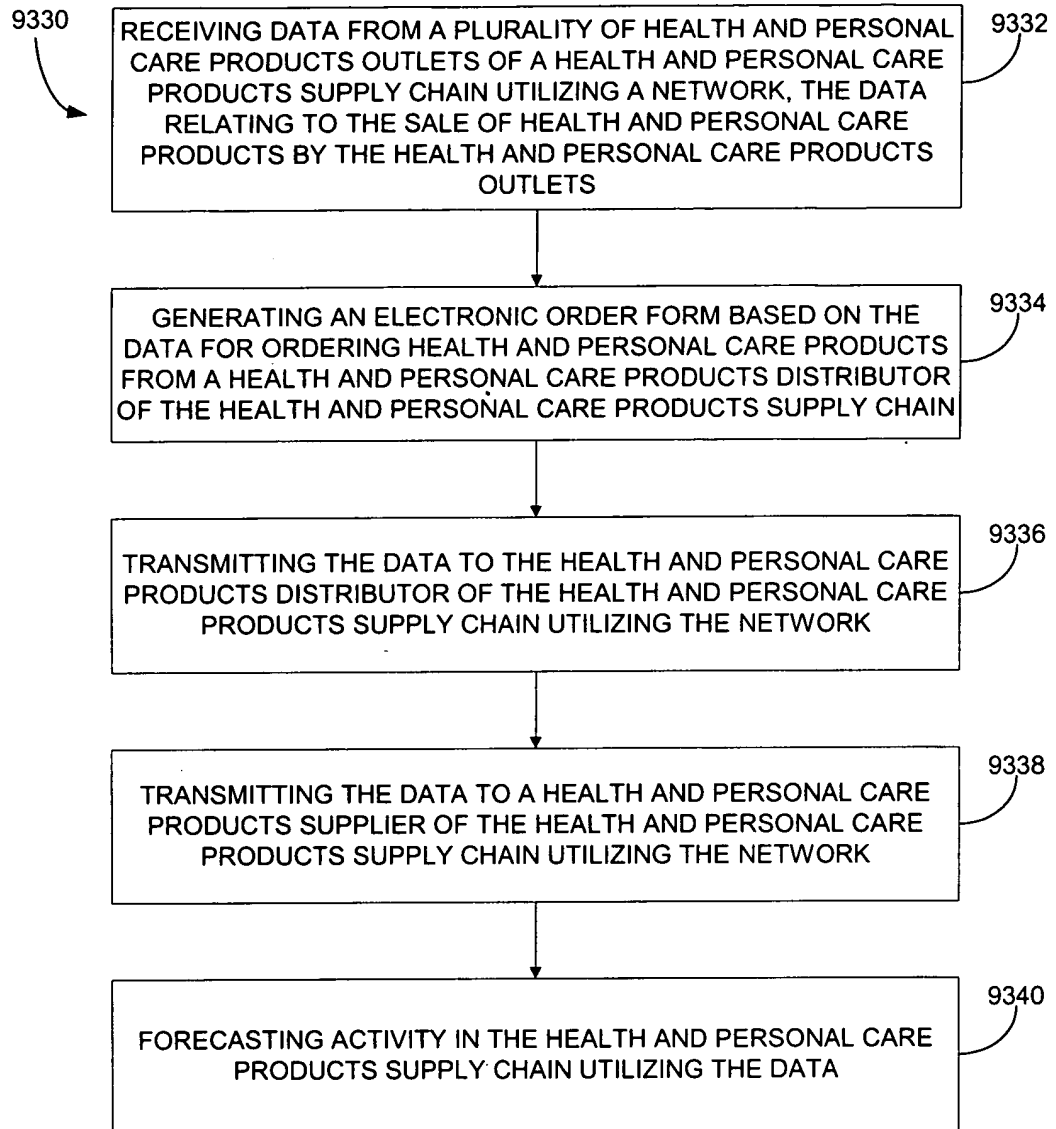 9330
RECEIVING DATA FROM A PLURALITY OF HEALTH AND PERSONAL
CARE PRODUCTS OUTLETS OF A HEALTH AND PERSONAL CARE
PRODUCTS SUPPLY CHAIN UTILIZING A NETWORK, THE DATA
RELATING TO THE SALE OF HEALTH AND PERSONAL CARE
PRODUCTS BY THE HEALTH AND PERSONAL CARE PRODUCTS
OUTLETS
9332
GENERATING AN ELECTRONIC ORDER FORM BASED ON THE
DATA FOR ORDERING HEALTH AND PERSONAL CARE PRODUCTS
FROM A HEALTH AND PERSONAL CARE PRODUCTS DISTRIBUTOR
OF THE HEALTH AND PERSONAL CARE PRODUCTS SUPPLY CHAIN
9334
TRANSMITTING THE DATA TO THE HEALTH AND PERSONAL CARE
PRODUCTS DISTRIBUTOR OF THE HEALTH AND PERSONAL CARE
PRODUCTS SUPPLY CHAIN UTILIZING THE NETWORK
9336
TRANSMITTING THE DATA TO A HEALTH AND PERSONAL CARE
PRODUCTS SUPPLIER OF THE HEALTH AND PERSONAL CARE
PRODUCTS SUPPLY CHAIN UTILIZING THE NETWORK
9338
FORECASTING ACTIVITY IN THE HEALTH AND PERSONAL CARE
PRODUCTS SUPPLY CHAIN UTILIZING THE DATA
9340